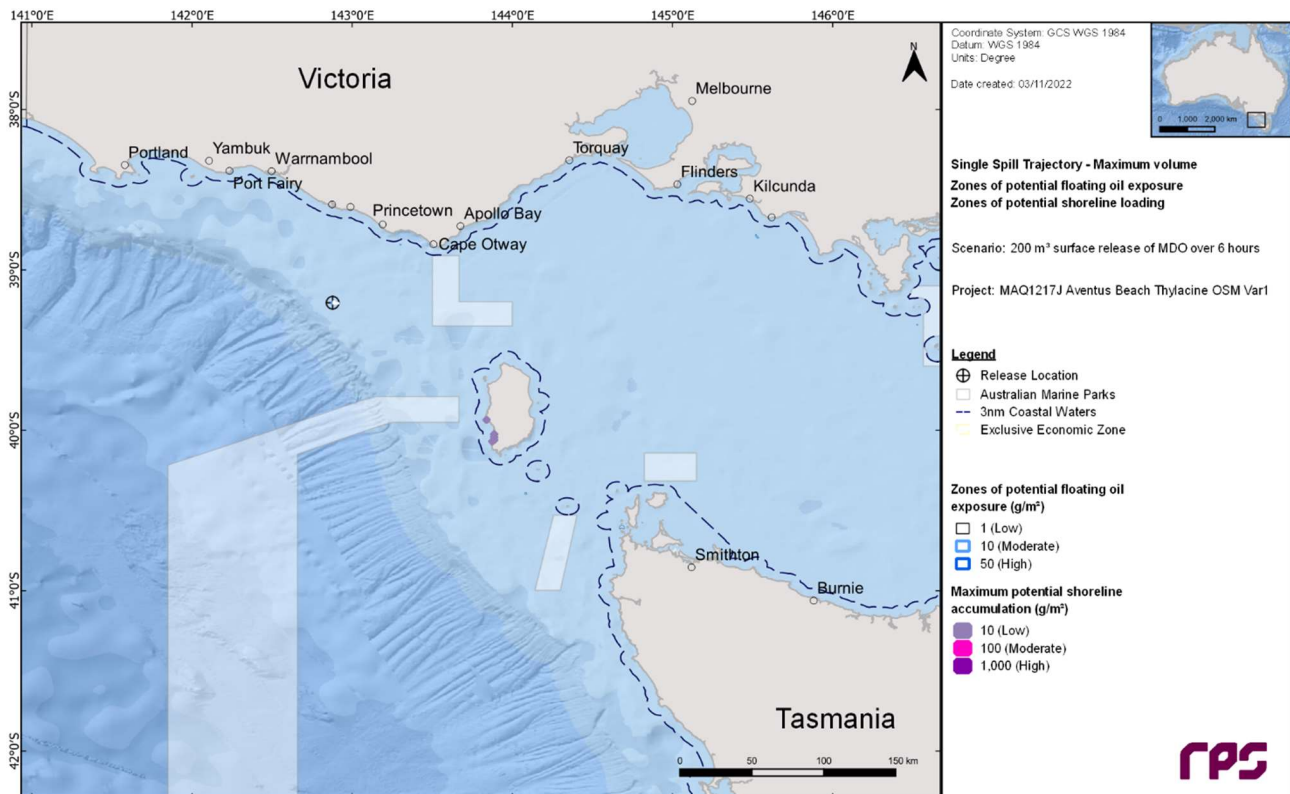 141°0'E 142°0'E 143°0'E 144°0'E 145°0'E 146°0'E
38°0'S
39°0'S
40°0'S
41°0'S
42°0'S
Victoria
N
Melbourne
Portland
Yambuk
Warrnambool
Port Fairy
Torquay
Flinders
Kilcunda
Princetown
Apollo Bay
Cape Otway
Smithton
Burnie
Tasmania
0 50 100 150 km
Coordinate System: GCS WGS 1984
Datum: WGS 1984
Units: Degree
Date created: 03/11/2022
0 1,000 2,000 km
Single Spill Trajectory - Maximum volume
Zones of potential floating oil exposure
Zones of potential shoreline loading
Scenario: 200 m³ surface release of MDO over 6 hours
Project: MAQ1217J Aventus Beach Thylacine OSM Var1
Legend
Release Location
Australian Marine Parks
3nm Coastal Waters
Exclusive Economic Zone
Zones of potential floating oil
exposure (g/m²)
1 (Low)
10 (Moderate)
50 (High)
Maximum potential shoreline
accumulation (g/m²)
10 (Low)
100 (Moderate)
1,000 (High)
rps